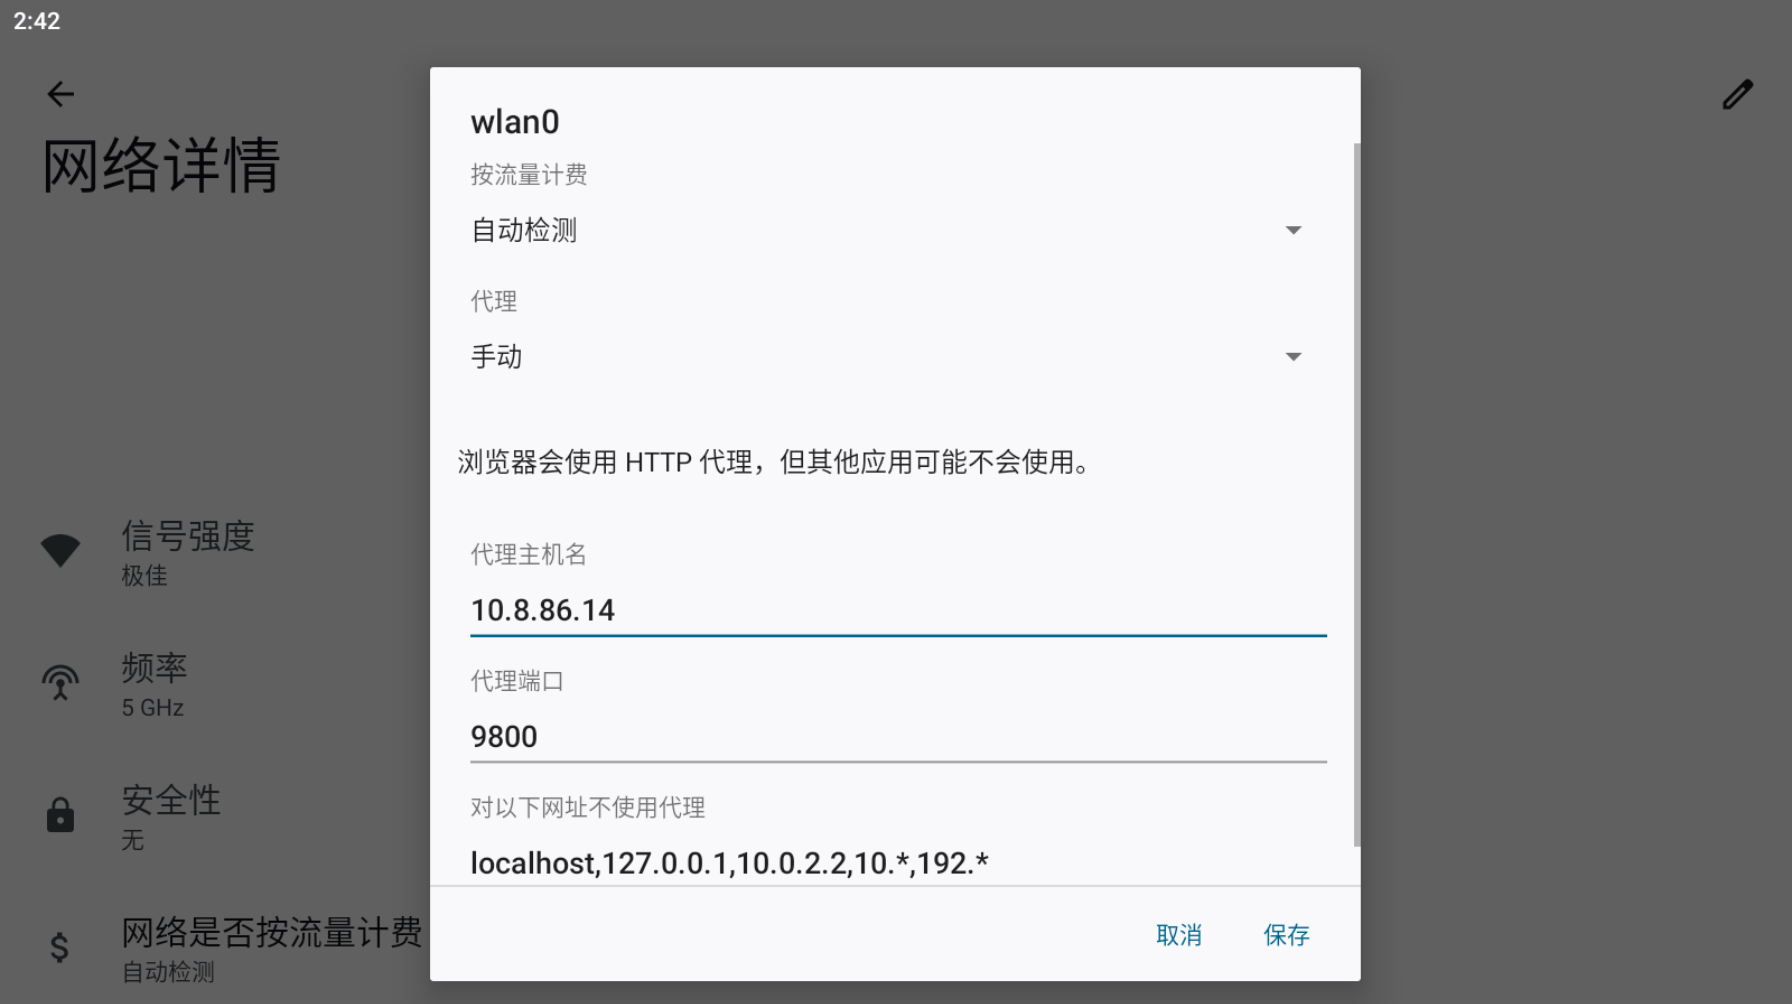 2:42
网络详情
wlan0
按流量计费
自动检测
代理
手动
浏览器会使用 HTTP 代理，但其他应用可能不会使用。
代理主机名
10.8.86.14
代理端口
9800
对以下网址不使用代理
localhost,127.0.0.1,10.0.2.2,10.*,192.*
取消 保存
信号强度
极佳
频率
5 GHz
安全性
无
网络是否按流量计费
自动检测